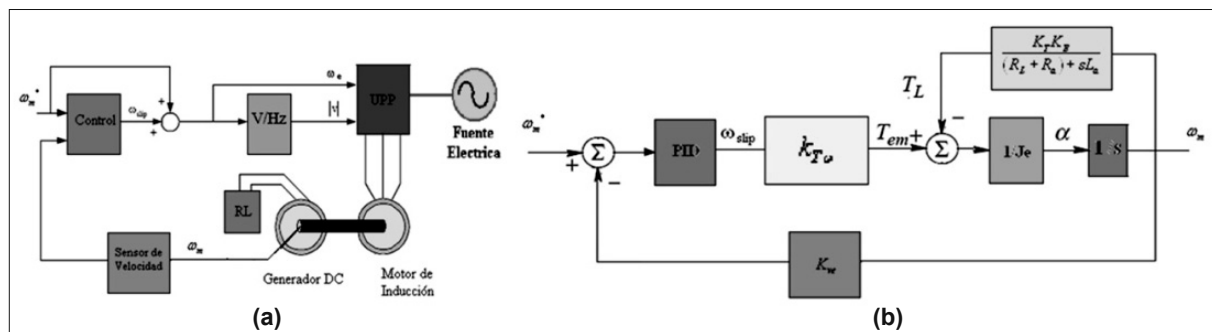 ω_m*
Control
ω_slip
+
+
V/Hz
ω_e
|v|
UPP
Fuente
Electrica
RL
Sensor de
Velocidad
ω_m
Generador DC
Motor de
Inducción
(a)
ω_m*
+
Σ
−
PID
ω_slip
k_Tω
T_em
+
Σ
−
T_L
K_T K_E
(R_L + R_a) + sL_a
1/Je
α
1/s
ω_m
K_w
(b)